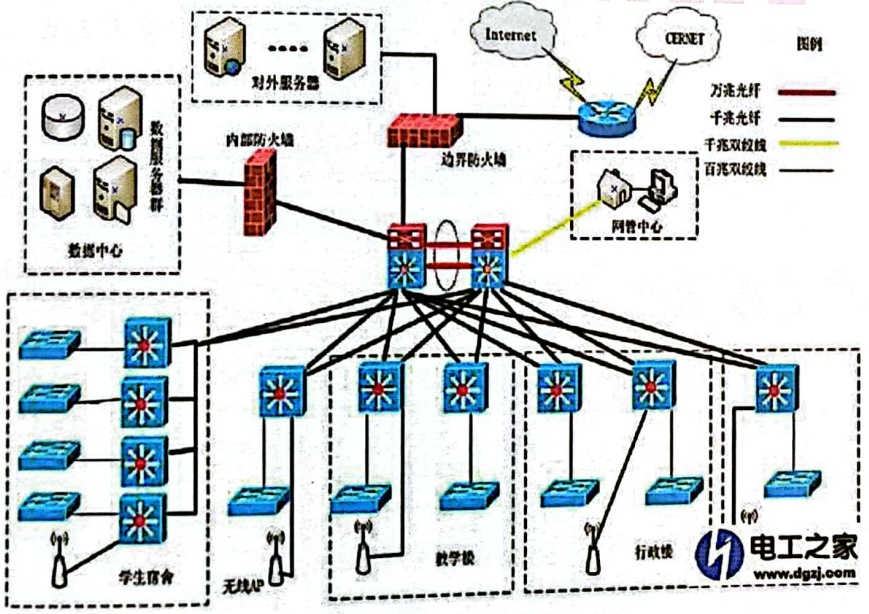 Internet
CERNET
图例
对外服务器
万兆光纤
千兆光纤
千兆双绞线
百兆双绞线
内部防火墙
边界防火墙
数据服务器群
数据中心
网管中心
学生宿舍
无线AP
教学楼
行政楼
电工之家
www.dgzj.com